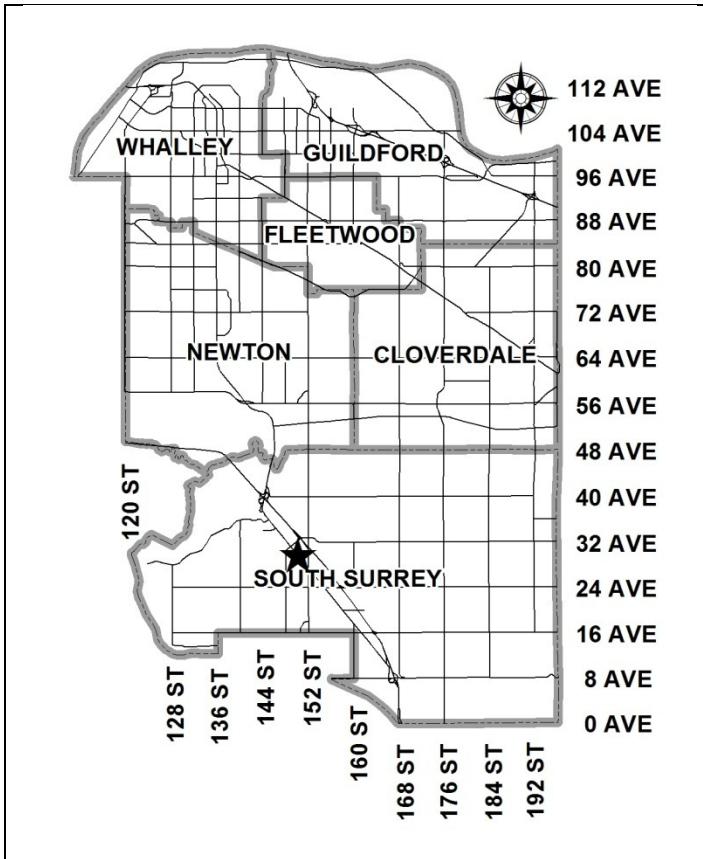 112 AVE
104 AVE
WHALLEY
GUILDFORD
96 AVE
88 AVE
FLEETWOOD
80 AVE
72 AVE
NEWTON
CLOVERDALE
64 AVE
56 AVE
48 AVE
120 ST
40 AVE
32 AVE
SOUTH SURREY
24 AVE
16 AVE
128 ST
136 ST
144 ST
152 ST
160 ST
8 AVE
0 AVE
168 ST
176 ST
184 ST
192 ST